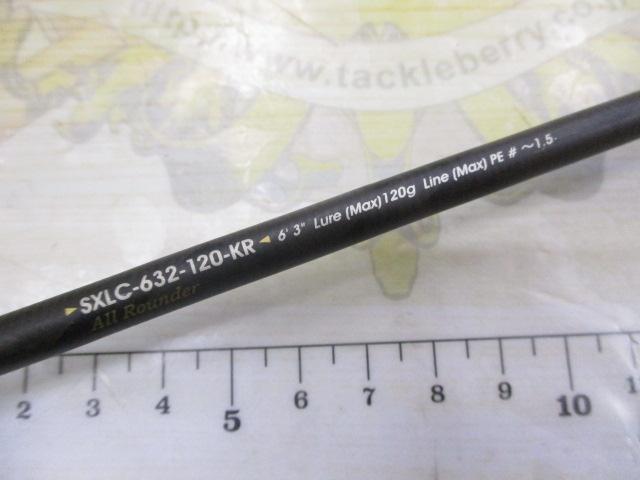 http://www.tackleberry.co.jp
▶SXLC-632-120-KR◀ 6' 3" Lure (Max)120g Line (Max) PE # ～1.5
All Rounder
2 3 4 5 6 7 8 9 10